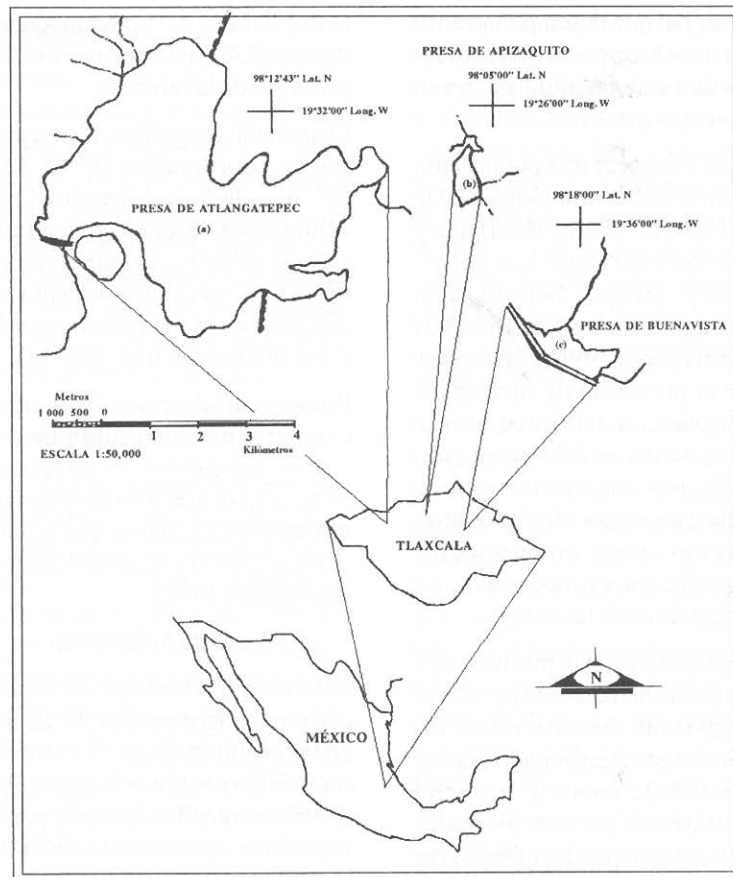 PRESA DE APIZAQUITO
98°12'43" Lat. N
19°32'00" Long. W
98°05'00" Lat. N
19°26'00" Long. W
(b)
98°18'00" Lat. N
19°36'00" Long. W
PRESA DE ATLANGATEPEC
(a)
PRESA DE BUENAVISTA
(c)
Metros
1 000 500 0 1 2 3 4
Kilómetros
ESCALA 1:50,000
TLAXCALA
N
MÉXICO